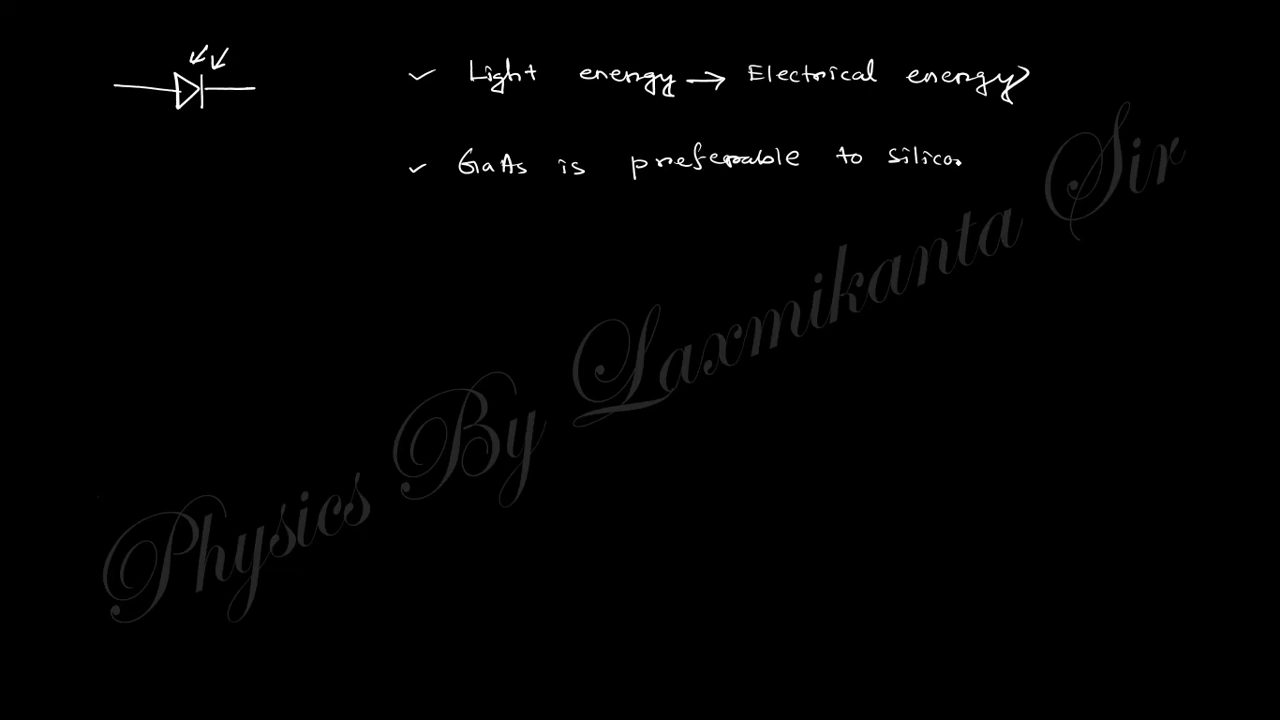 ✓ Light energy → Electrical energy
✓ GaAs is preferable to silicon
Physics By Laxmikanta Sir